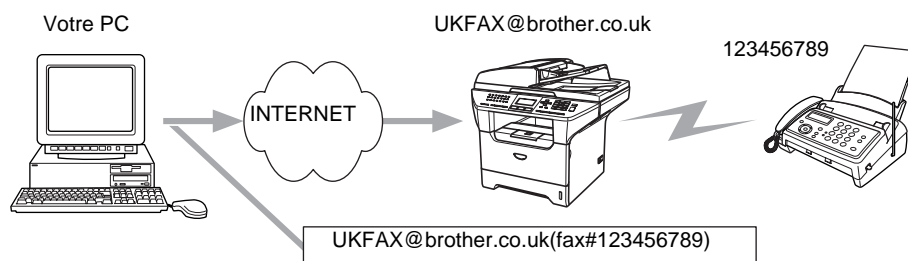 Votre PC
UKFAX@brother.co.uk
123456789
INTERNET
UKFAX@brother.co.uk(fax#123456789)